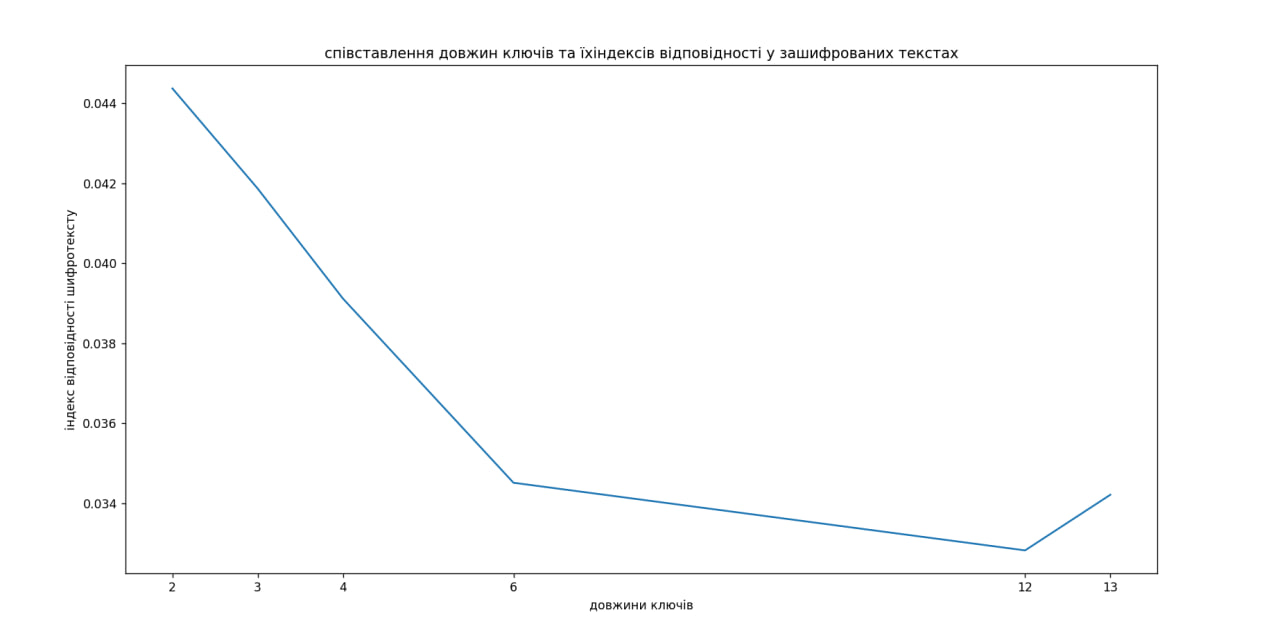 співставлення довжин ключів та їхіндексів відповідності у зашифрованих текстах
індекс відповідності шифротексту
0.044
0.042
0.040
0.038
0.036
0.034
2 3 4 6 12 13
довжини ключів